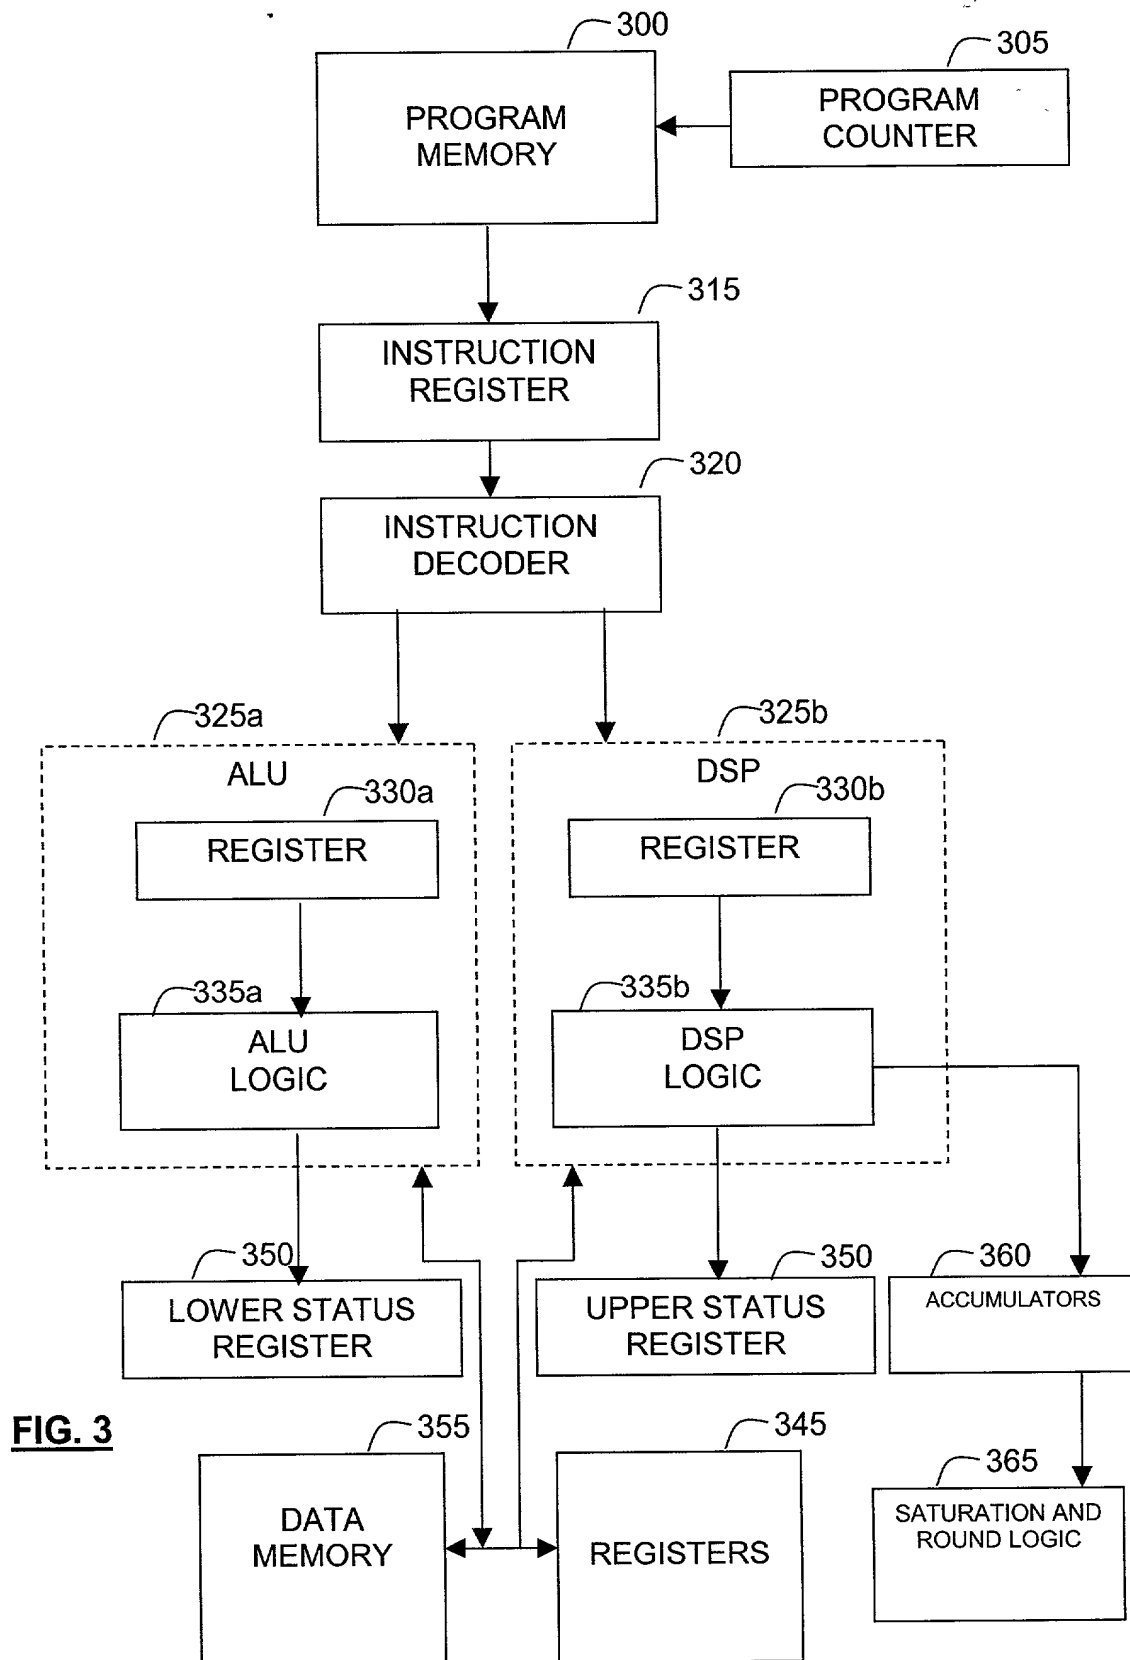 300
305
PROGRAM
MEMORY
PROGRAM
COUNTER
315
INSTRUCTION
REGISTER
320
INSTRUCTION
DECODER
325a
325b
ALU
DSP
330a
330b
REGISTER
REGISTER
335a
335b
ALU
LOGIC
DSP
LOGIC
350
350
360
LOWER STATUS
REGISTER
UPPER STATUS
REGISTER
ACCUMULATORS
FIG. 3
355
345
365
DATA
MEMORY
REGISTERS
SATURATION AND
ROUND LOGIC